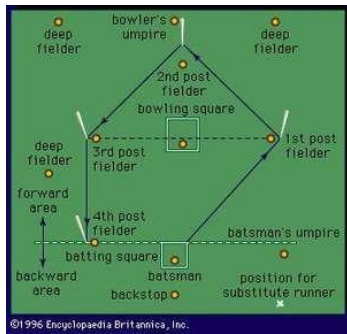 bowler's
umpire
deep
fielder
deep
fielder
2nd post
fielder
bowling square
3rd post
fielder
1st post
fielder
deep
fielder
forward
area
4th post
fielder
batsman's umpire
batting square
backward
area
batsman
position for
substitute runner
backstop
©1996 Encyclopaedia Britannica, Inc.